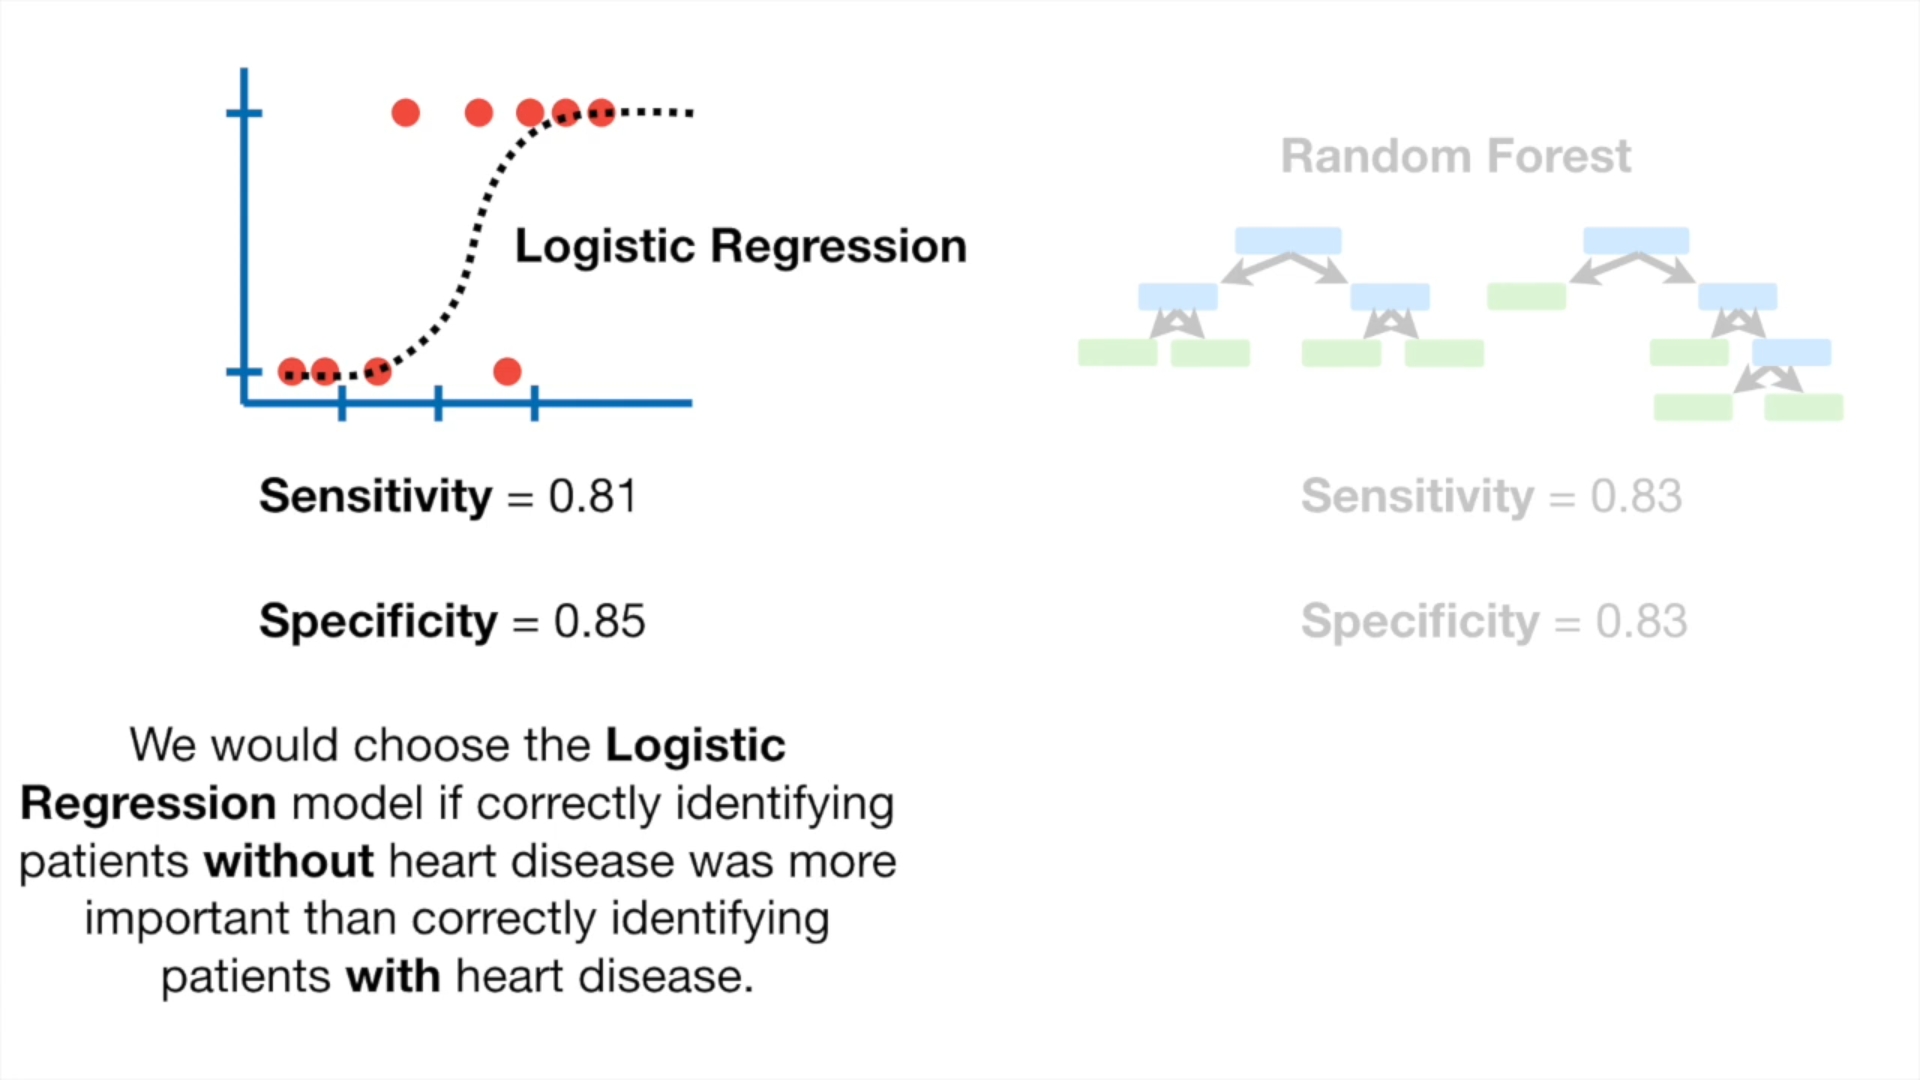 Logistic Regression
Sensitivity = 0.81
Specificity = 0.85
We would choose the Logistic
Regression model if correctly identifying
patients without heart disease was more
important than correctly identifying
patients with heart disease.
Random Forest
Sensitivity = 0.83
Specificity = 0.83